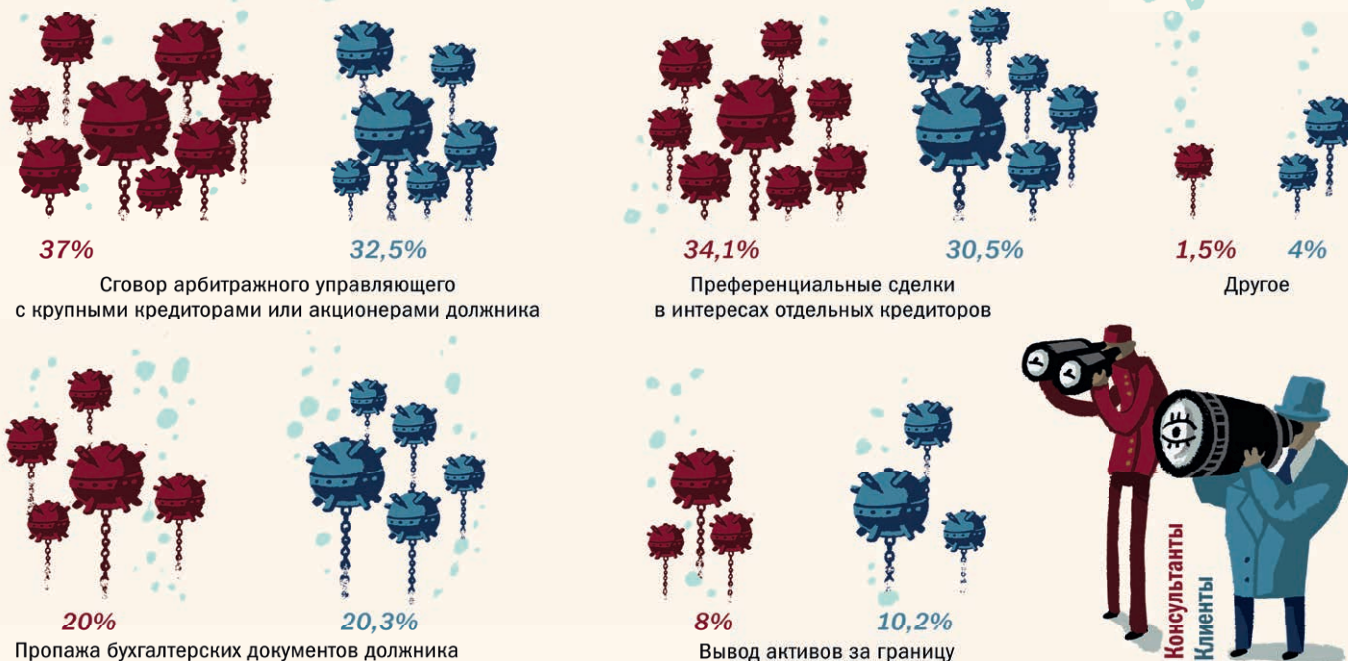 37%
32,5%
Сговор арбитражного управляющего
с крупными кредиторами или акционерами должника
34,1%
30,5%
Преференциальные сделки
в интересах отдельных кредиторов
1,5%
4%
Другое
20%
20,3%
Пропажа бухгалтерских документов должника
8%
10,2%
Вывод активов за границу
Консультанты
Клиенты